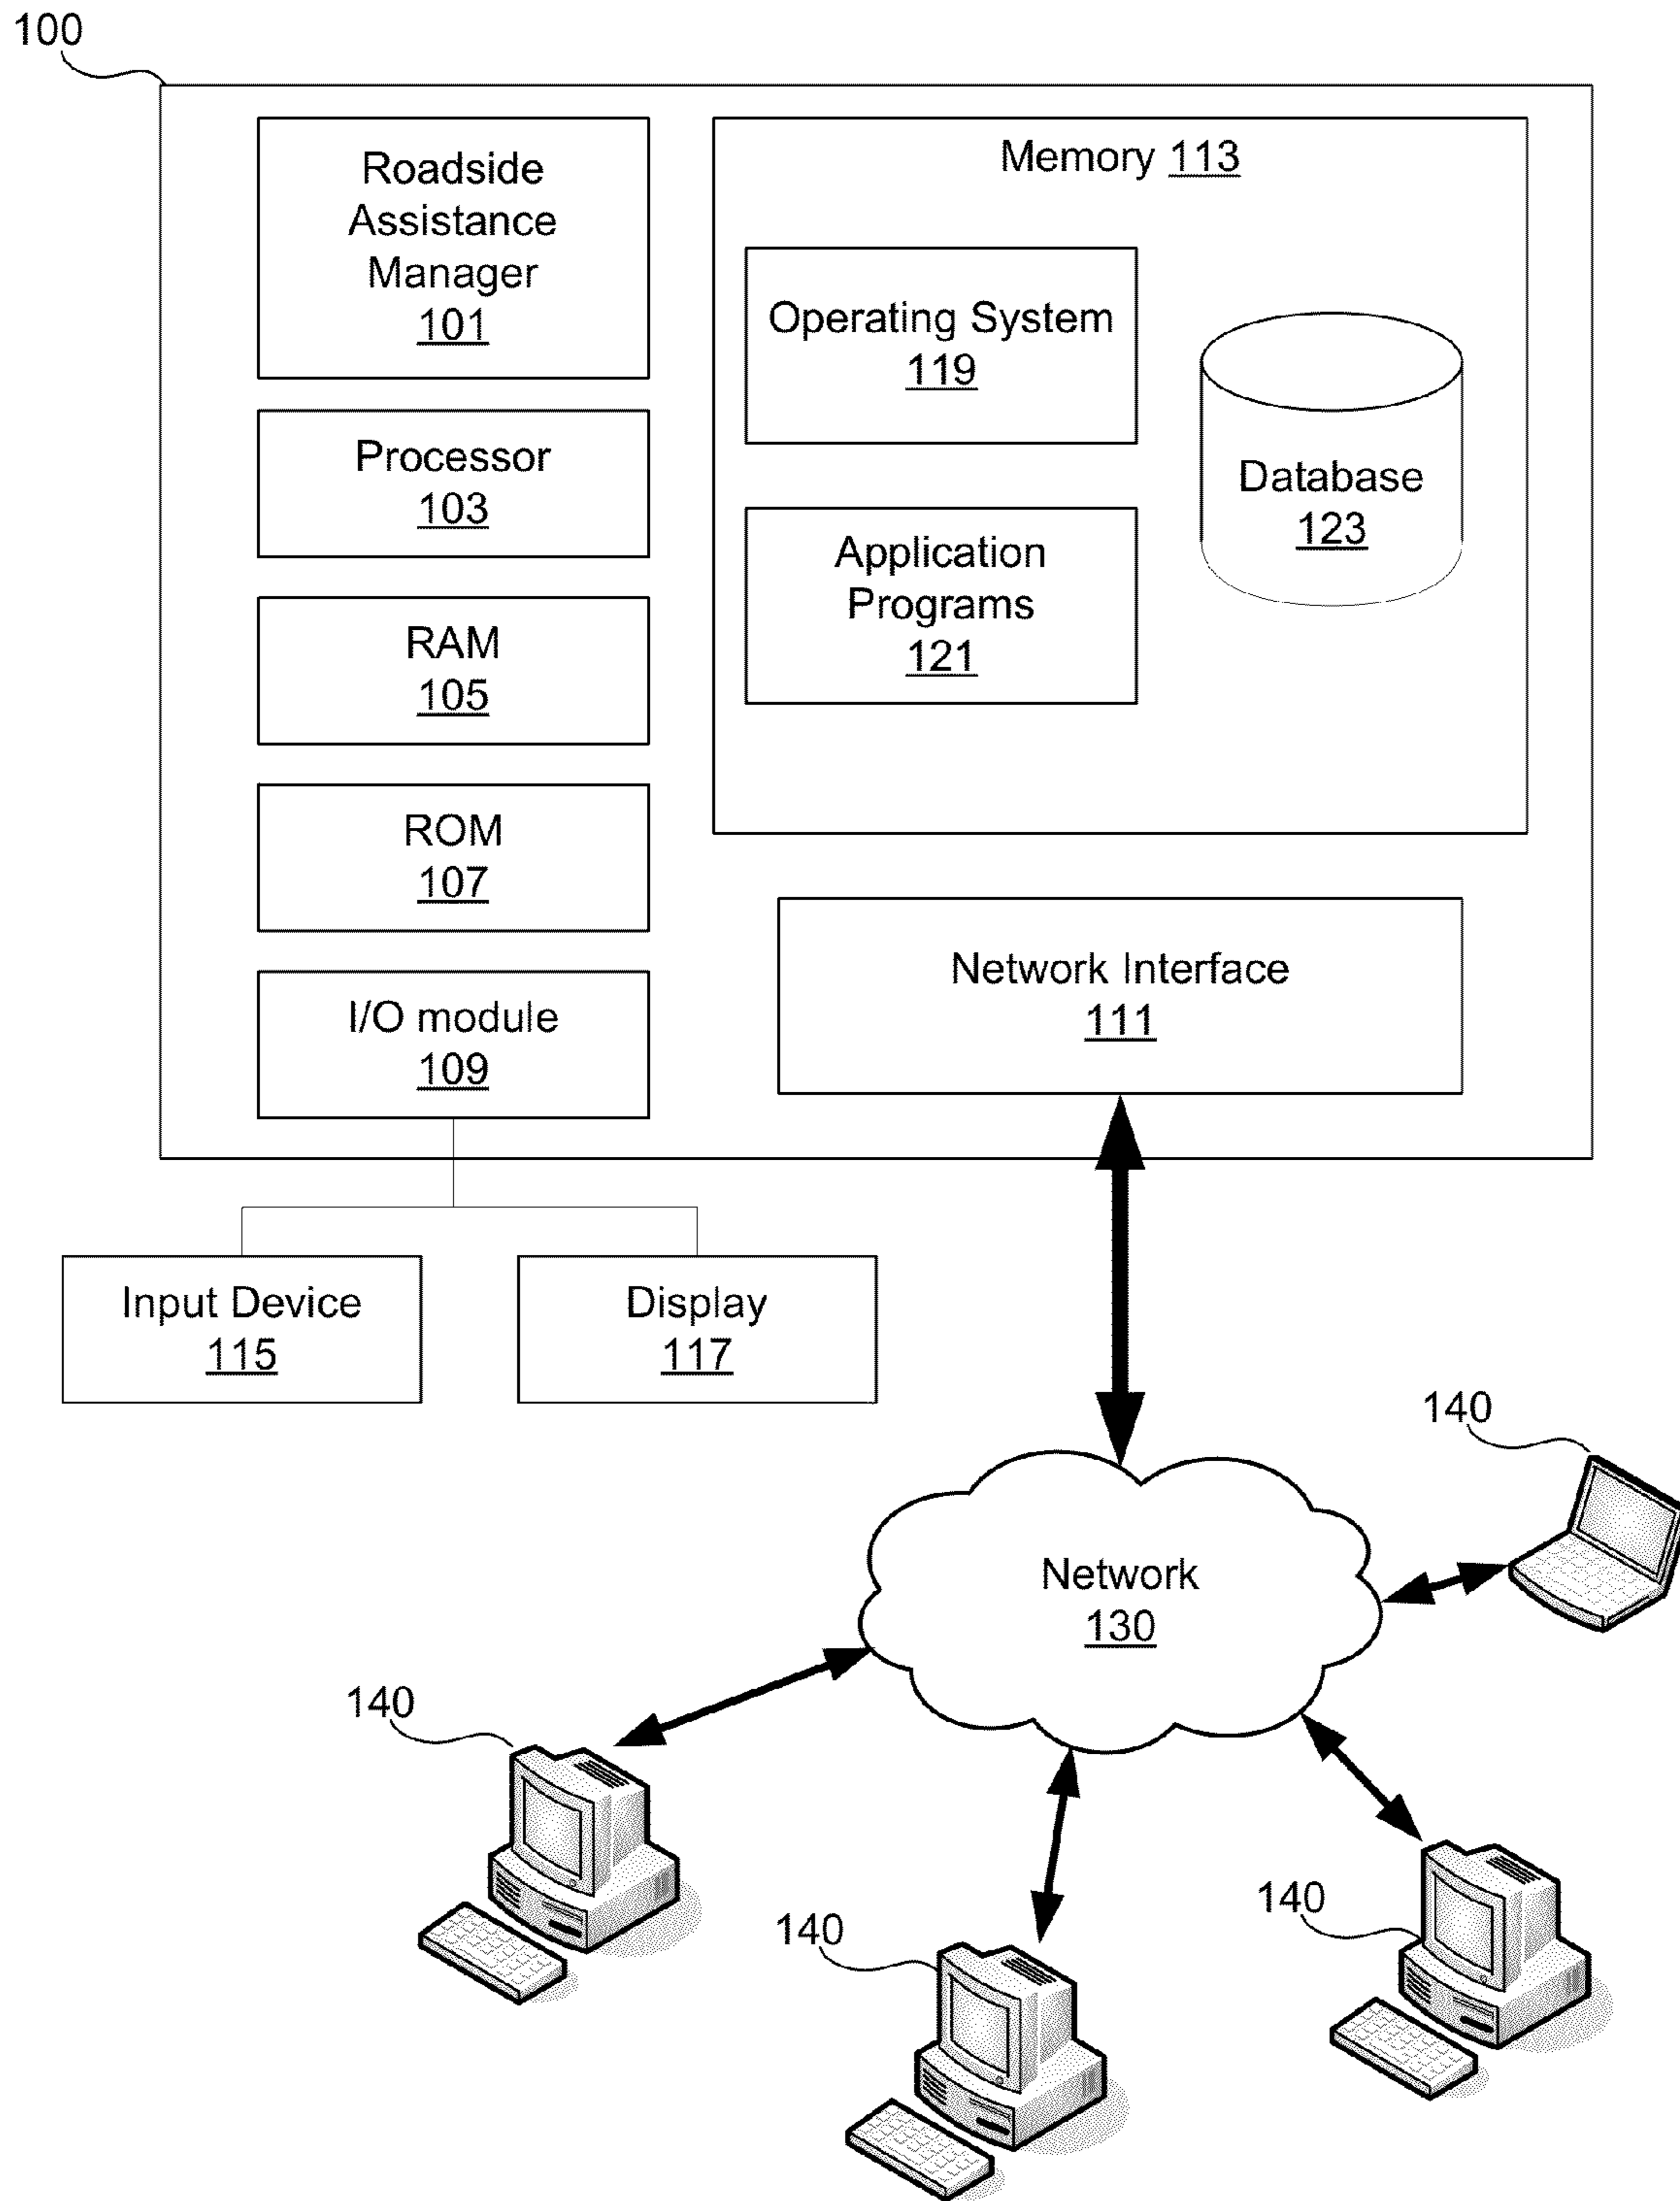 100
Roadside
Assistance
Manager
101
Processor
103
RAM
105
ROM
107
I/O module
109
Memory 113
Operating System
119
Application
Programs
121
Database
123
Network Interface
111
Input Device
115
Display
117
Network
130
140
140
140
140